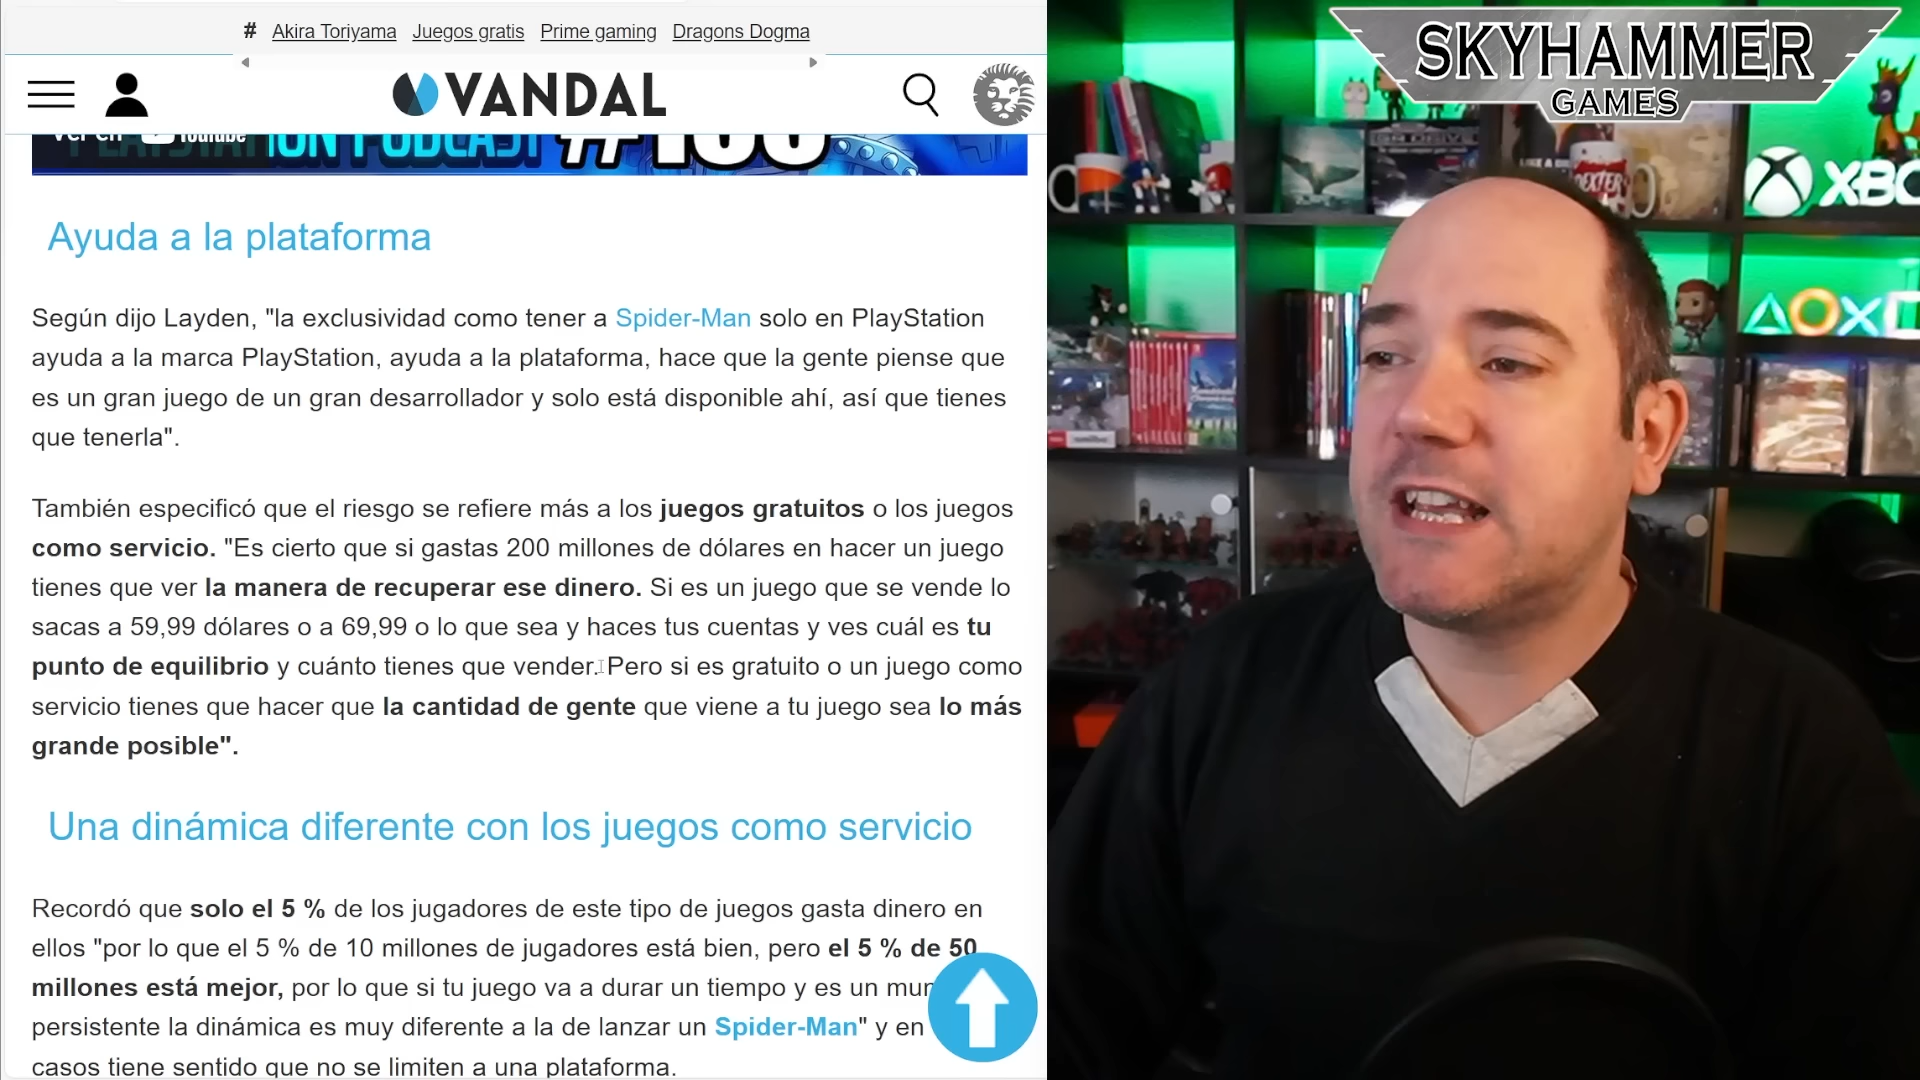 # Akira Toriyama Juegos gratis Prime gaming Dragons Dogma
VANDAL
Ver en YouTube
PLAYSTATION PODCAST #
Ayuda a la plataforma
Según dijo Layden, "la exclusividad como tener a Spider-Man solo en PlayStation
ayuda a la marca PlayStation, ayuda a la plataforma, hace que la gente piense que
es un gran juego de un gran desarrollador y solo está disponible ahí, así que tienes
que tenerla".
También especificó que el riesgo se refiere más a los juegos gratuitos o los juegos
como servicio. "Es cierto que si gastas 200 millones de dólares en hacer un juego
tienes que ver la manera de recuperar ese dinero. Si es un juego que se vende lo
sacas a 59,99 dólares o a 69,99 o lo que sea y haces tus cuentas y ves cuál es tu
punto de equilibrio y cuánto tienes que vender. Pero si es gratuito o un juego como
servicio tienes que hacer que la cantidad de gente que viene a tu juego sea lo más
grande posible".
Una dinámica diferente con los juegos como servicio
Recordó que solo el 5 % de los jugadores de este tipo de juegos gasta dinero en
ellos "por lo que el 5 % de 10 millones de jugadores está bien, pero el 5 % de 50
millones está mejor, por lo que si tu juego va a durar un tiempo y es un
persistente la dinámica es muy diferente a la de lanzar un Spider-Man" y en
casos tiene sentido que no se limiten a una plataforma.
SKYHAMMER
GAMES
DEXTER
XBO